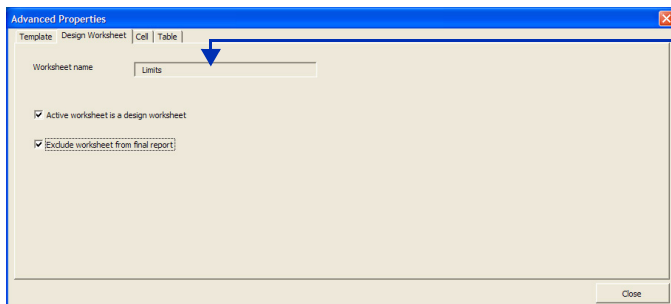 Advanced Properties
Template Design Worksheet Cell Table
Worksheet name Limits
Active worksheet is a design worksheet
Exclude worksheet from final report
Close